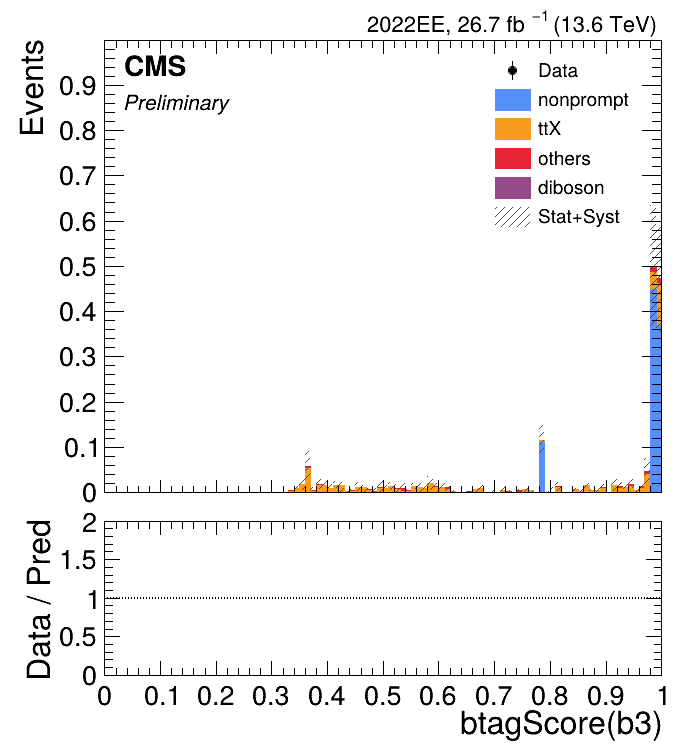 2022EE, 26.7 fb −1 (13.6 TeV)
CMS
Preliminary
Events
0.9
0.8
0.7
0.6
0.5
0.4
0.3
0.2
0.1
0
Data
nonprompt
ttX
others
diboson
Stat+Syst
Data / Pred
2
1.5
1
0.5
0
0 0.1 0.2 0.3 0.4 0.5 0.6 0.7 0.8 0.9 1
btagScore(b3)